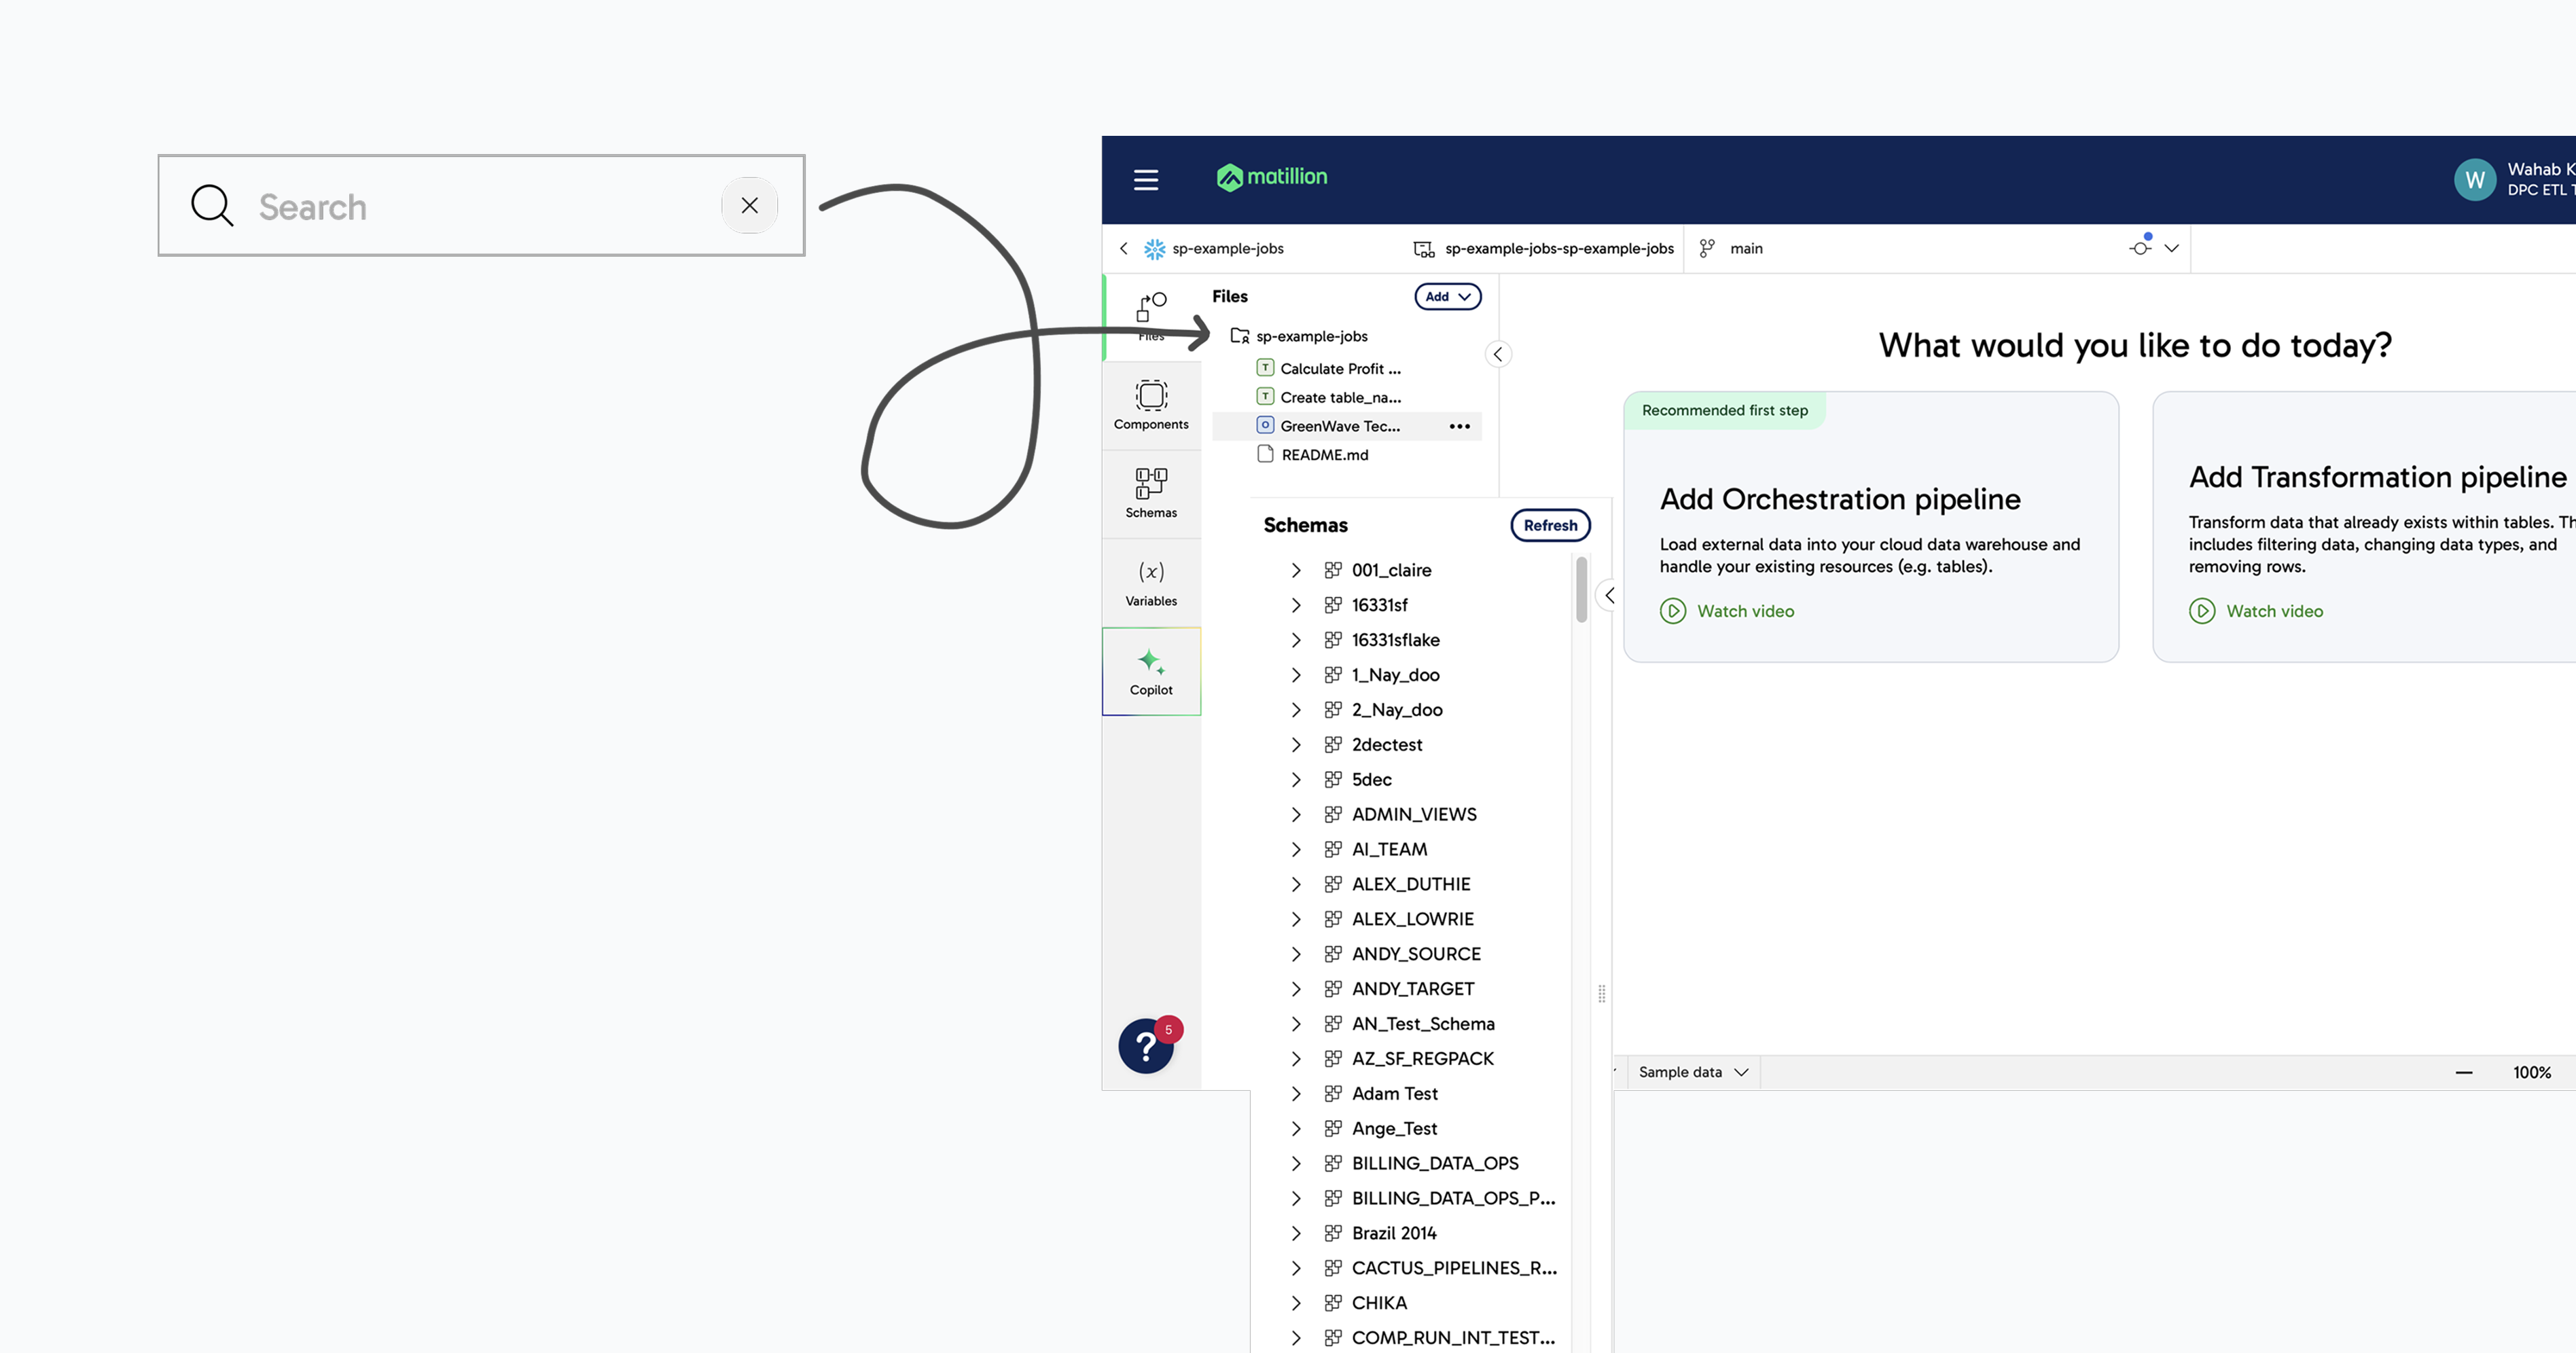 Search
matillion
W
Wahab K
DPC ETL T
sp-example-jobs
sp-example-jobs-sp-example-jobs
main
Files
Components
Schemas
(x)
Variables
Copilot
?
5
Files
Add
sp-example-jobs
T
Calculate Profit ...
T
Create table_na...
O
GreenWave Tec...
README.md
Schemas
Refresh
001_claire
16331sf
16331sflake
1_Nay_doo
2_Nay_doo
2dectest
5dec
ADMIN_VIEWS
AI_TEAM
ALEX_DUTHIE
ALEX_LOWRIE
ANDY_SOURCE
ANDY_TARGET
AN_Test_Schema
AZ_SF_REGPACK
Adam Test
Ange_Test
BILLING_DATA_OPS
BILLING_DATA_OPS_P...
Brazil 2014
CACTUS_PIPELINES_R...
CHIKA
COMP_RUN_INT_TEST...
What would you like to do today?
Recommended first step
Add Orchestration pipeline
Load external data into your cloud data warehouse and
handle your existing resources (e.g. tables).
Watch video
Add Transformation pipeline
Transform data that already exists within tables. Th
includes filtering data, changing data types, and
removing rows.
Watch video
Sample data
100%